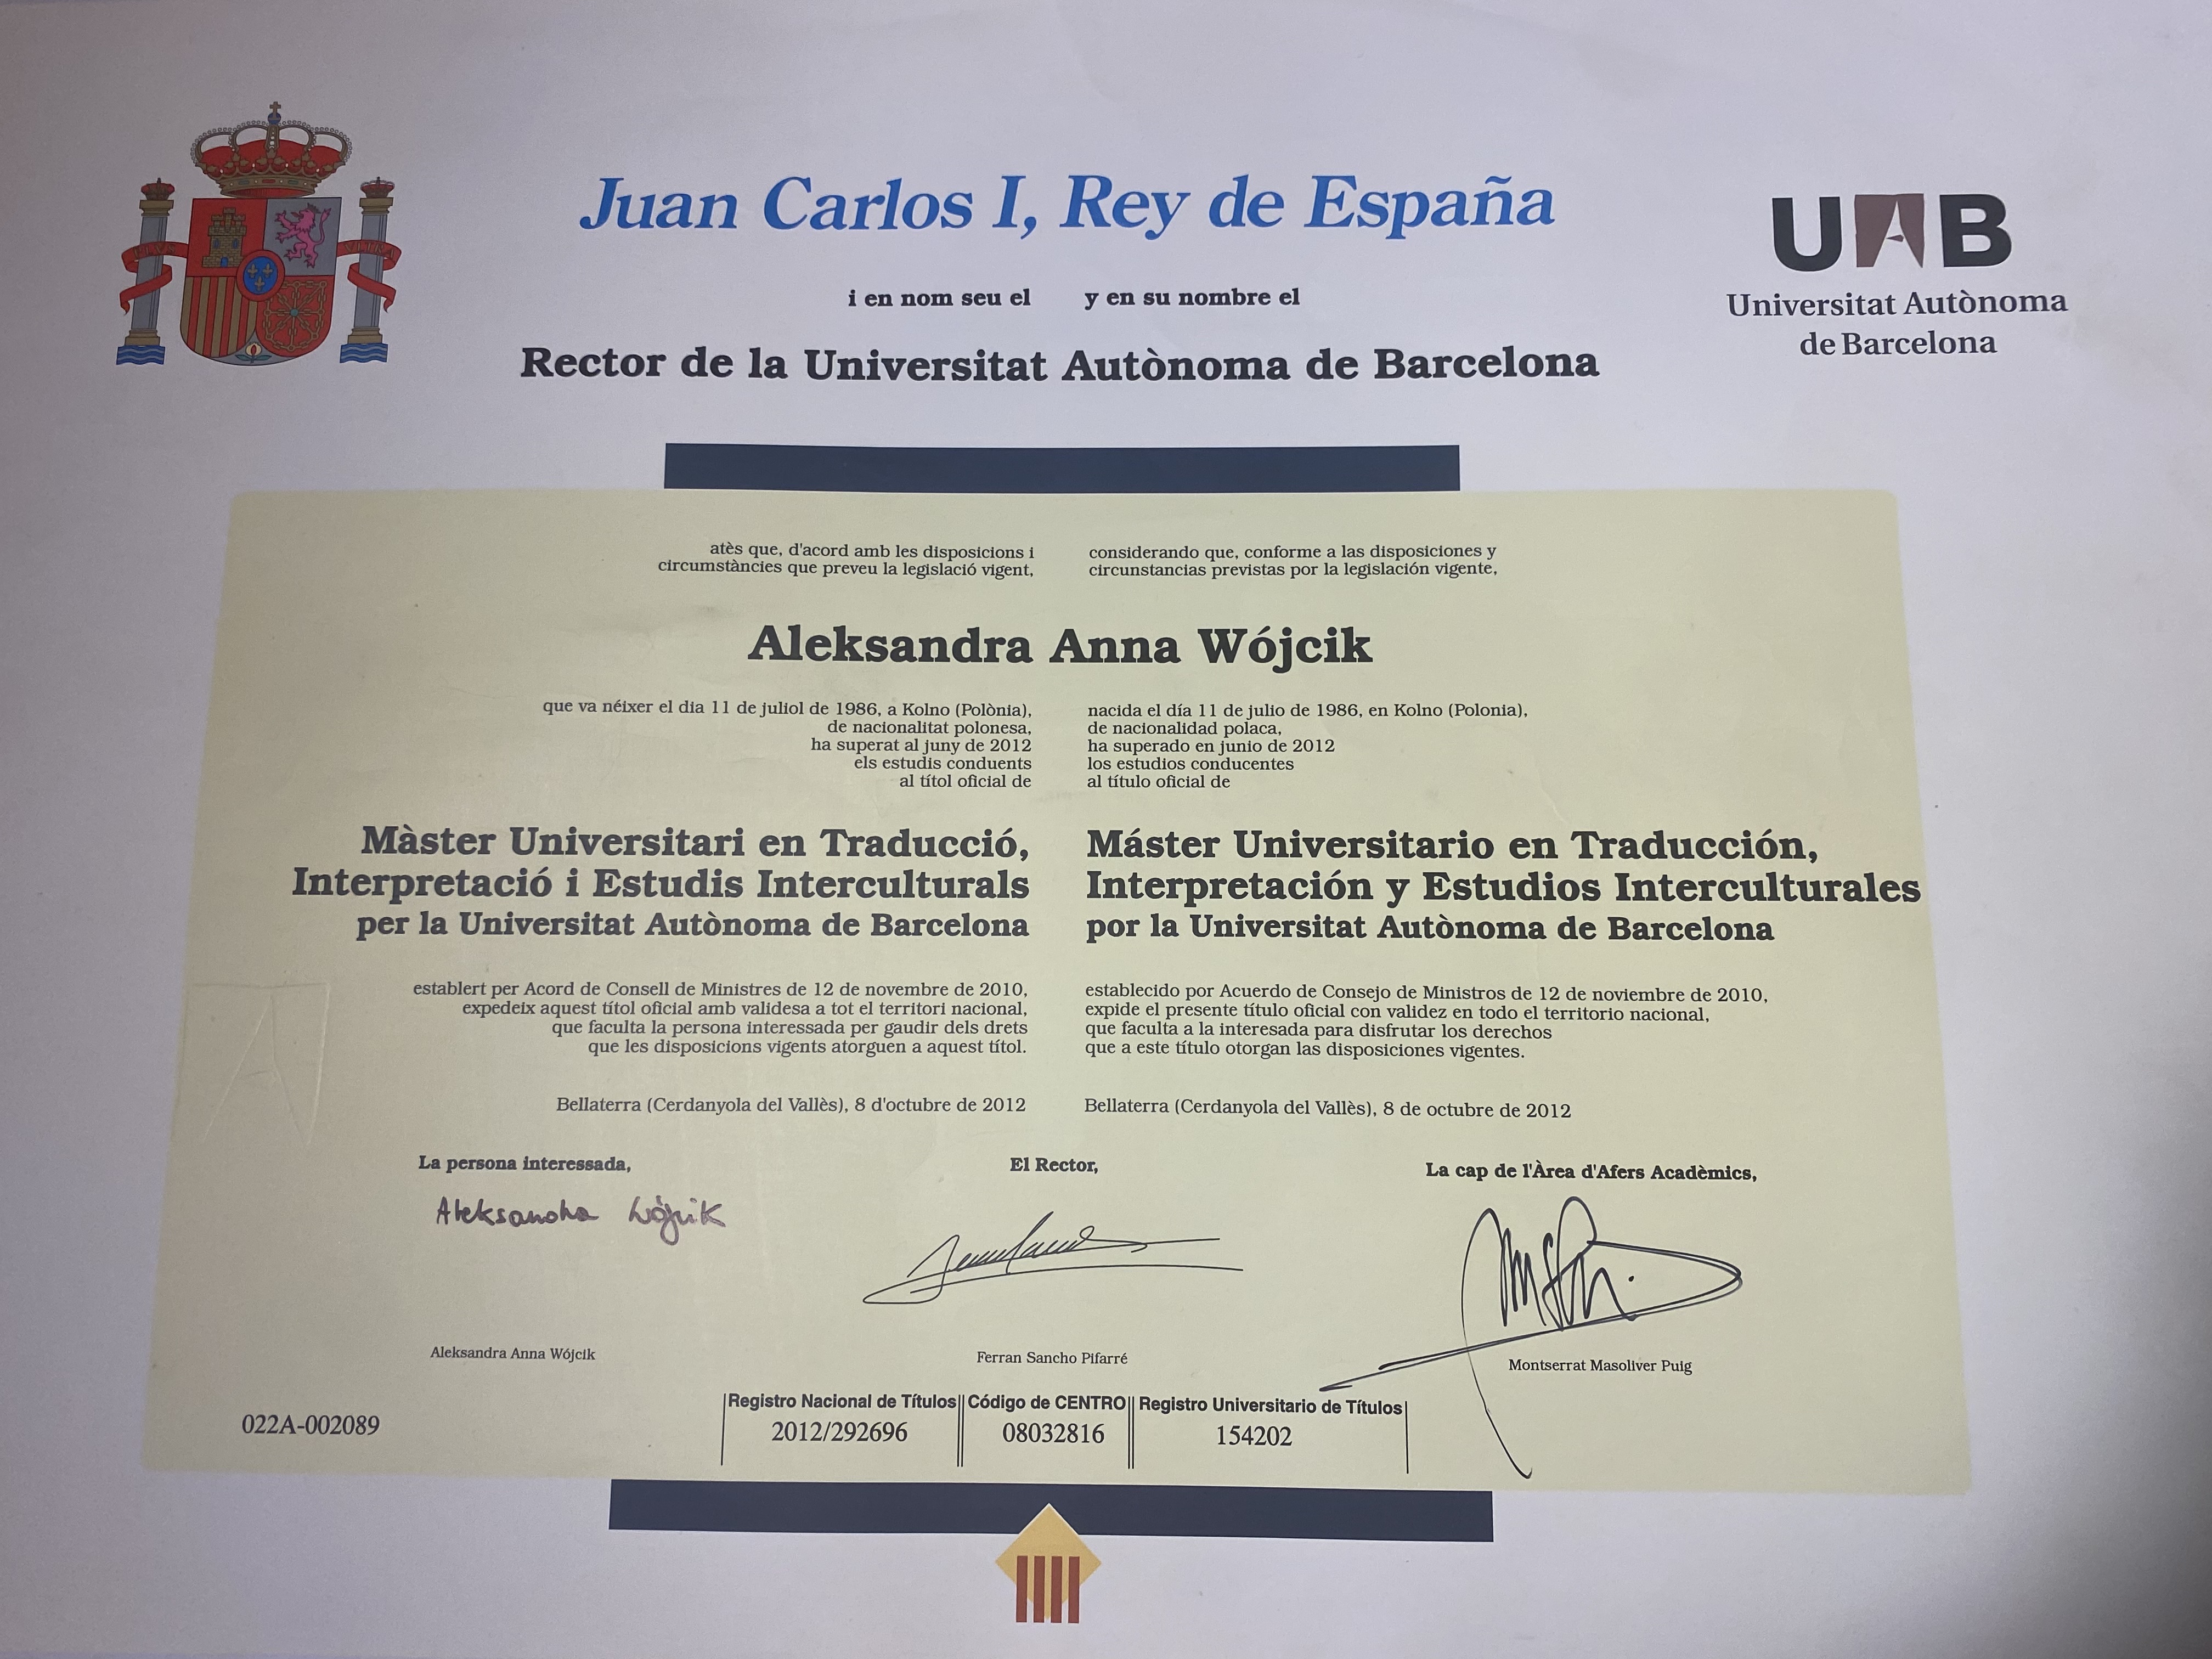 Juan Carlos I, Rey de España
i en nom seu el y en su nombre el
Rector de la Universitat Autònoma de Barcelona
UAB
Universitat Autònoma
de Barcelona
atès que, d'acord amb les disposicions i
circumstàncies que preveu la legislació vigent,
considerando que, conforme a las disposiciones y
circunstancias previstas por la legislación vigente,
Aleksandra Anna Wójcik
que va néixer el dia 11 de juliol de 1986, a Kolno (Polònia),
de nacionalitat polonesa,
ha superat al juny de 2012
els estudis conduents
al títol oficial de
nacida el día 11 de julio de 1986, en Kolno (Polonia),
de nacionalidad polaca,
ha superado en junio de 2012
los estudios conducentes
al título oficial de
Màster Universitari en Traducció,
Interpretació i Estudis Interculturals
per la Universitat Autònoma de Barcelona
Máster Universitario en Traducción,
Interpretación y Estudios Interculturales
por la Universitat Autònoma de Barcelona
establert per Acord de Consell de Ministres de 12 de novembre de 2010,
expedeix aquest títol oficial amb validesa a tot el territori nacional,
que faculta la persona interessada per gaudir dels drets
que les disposicions vigents atorguen a aquest títol.
establecido por Acuerdo de Consejo de Ministros de 12 de noviembre de 2010,
expide el presente título oficial con validez en todo el territorio nacional,
que faculta a la interesada para disfrutar los derechos
que a este título otorgan las disposiciones vigentes.
Bellaterra (Cerdanyola del Vallès), 8 d'octubre de 2012
Bellaterra (Cerdanyola del Vallès), 8 de octubre de 2012
La persona interessada,
Aleksandra Wójcik
Aleksandra Anna Wójcik
El Rector,
Ferran Sancho Pifarré
La cap de l'Àrea d'Afers Acadèmics,
Montserrat Masoliver Puig
022A-002089
Registro Nacional de Títulos
2012/292696
Código de CENTRO
08032816
Registro Universitario de Títulos
154202